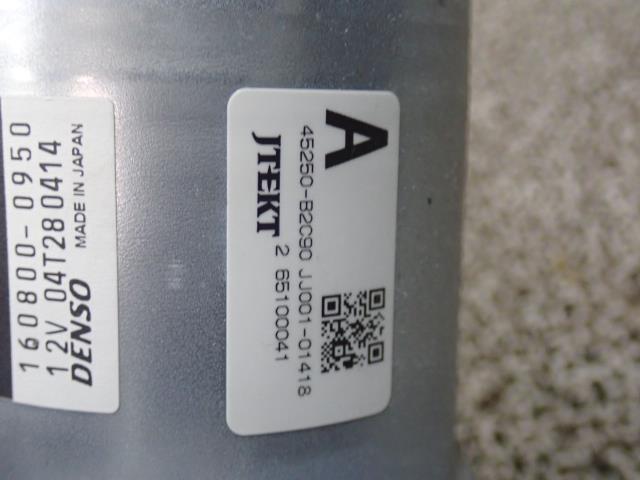 A
45250-B2C90 JJ001-01418
JTEKT 2 65100041
160800-0950
12V 04T280414
DENSO MADE IN JAPAN